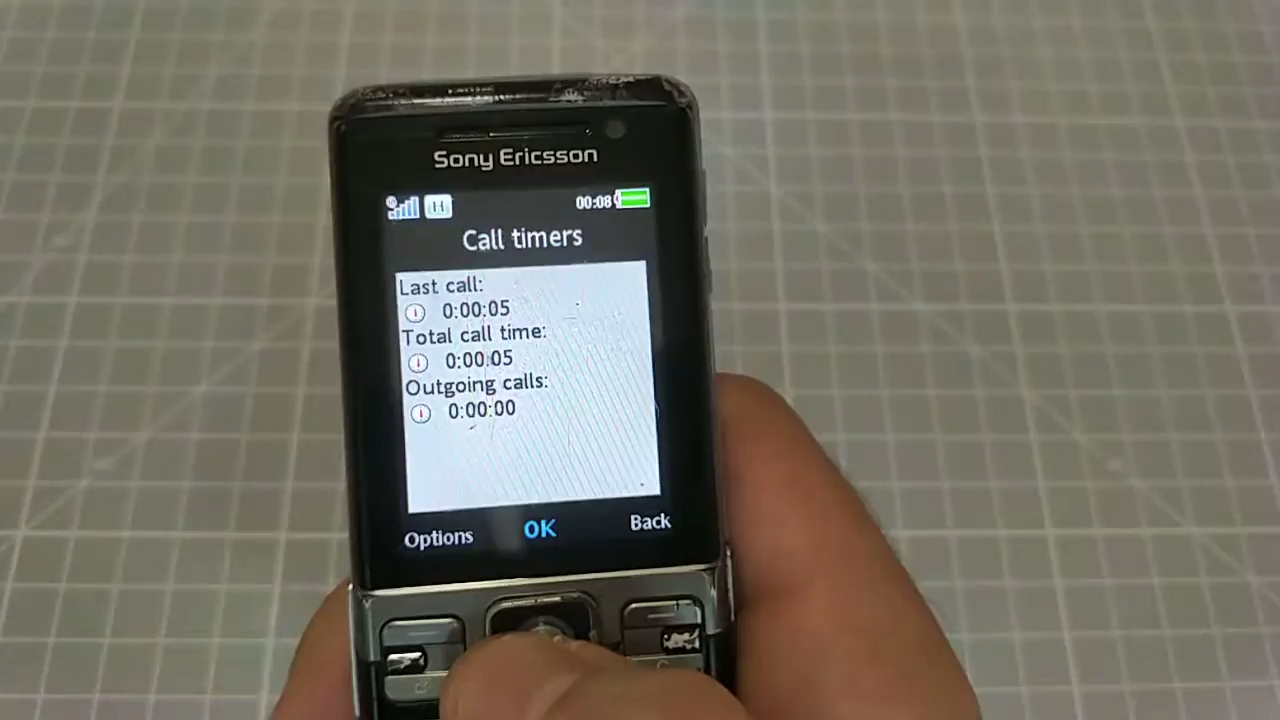 Sony Ericsson
00:08
Call timers
Last call:
0:00:05
Total call time:
0:00:05
Outgoing calls:
0:00:00
Options OK Back